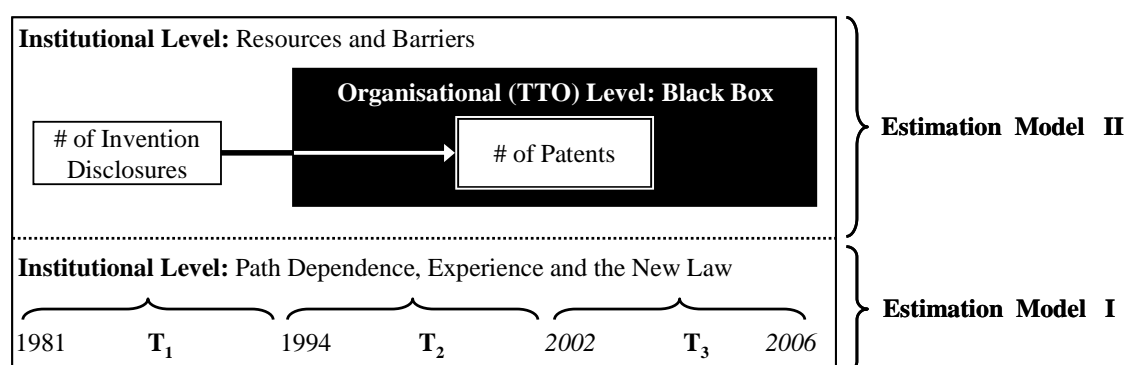 Institutional Level: Resources and Barriers
Organisational (TTO) Level: Black Box
# of Invention
Disclosures
# of Patents
Estimation Model II
Institutional Level: Path Dependence, Experience and the New Law
Estimation Model I
1981 T1 1994 T2 2002 T3 2006